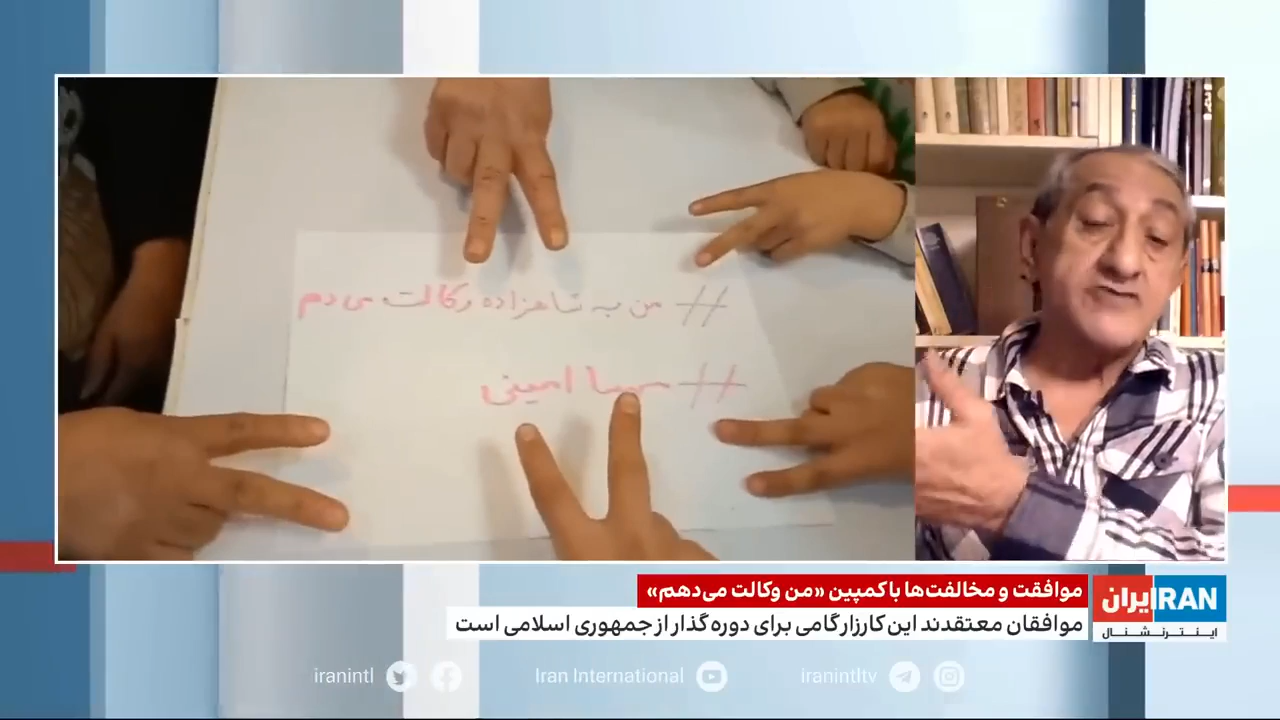 # من به شاهزاده وکالت می دم
# مهسا امینی
موافقت و مخالفت‌ها با کمپین «من وکالت می‌دهم»
موافقان معتقدند این کارزار گامی برای دوره گذار از جمهوری اسلامی است
IRAN ایران
اینترنشنال
iranintl
Iran International
iranintltv